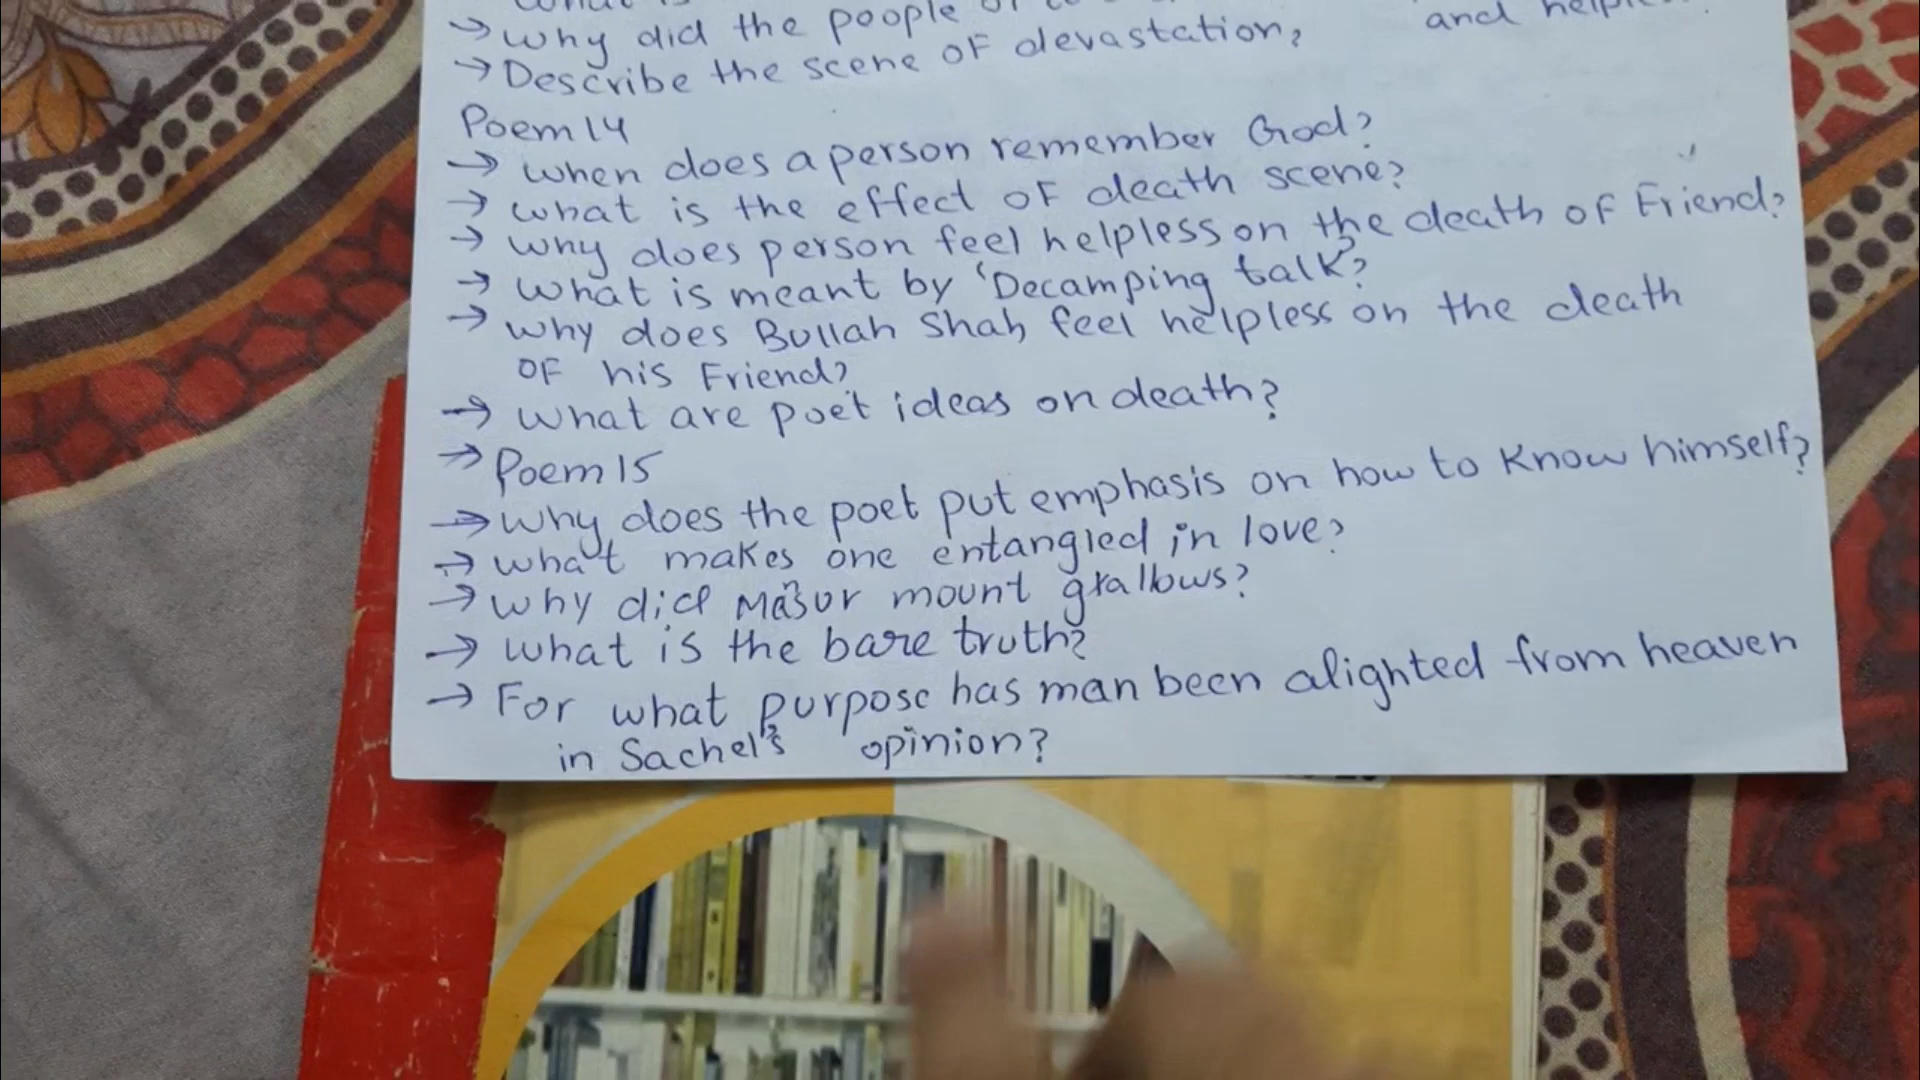 → Why did the people of
and
→ Describe the scene of devastation?
Poem 14
→ when does a person remember God?
→ what is the effect of death scene?
→ why does person feel helpless on the death of Friend?
→ what is meant by 'Decamping talk?
→ why does Bullah Shah feel helpless on the death
of his Friend?
→ what are poet ideas on death?
→ Poem 15
→ why does the poet put emphasis on how to know himself?
→ what makes one entangled in love?
→ why did Mansur mount grallows?
→ what is the bare truth?
→ For what purpose has man been alighted from heaven
in Sachel's opinion?